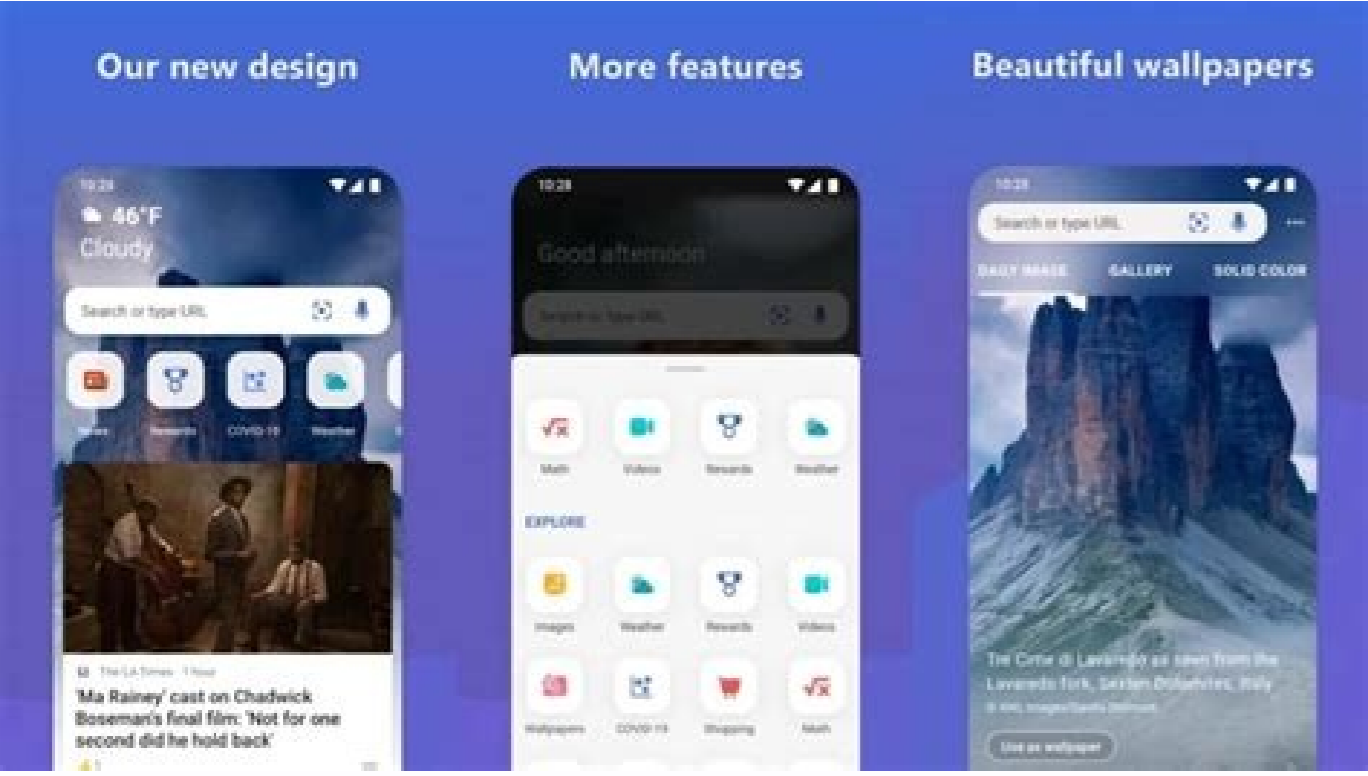 Our new design
10:28
46°F
Cloudy
Search or type URL
News
Rewards
COVID-19
Weather
The LA Times · 1 hour
'Ma Rainey' cast on Chadwick
Boseman's final film: 'Not for one
second did he hold back'
1
More features
10:28
Good afternoon
Search or type URL
Math
Videos
Rewards
Weather
EXPLORE
Images
Weather
Rewards
Videos
Wallpapers
COVID-19
Shopping
Math
Beautiful wallpapers
10:28
Search or type URL
DAILY IMAGE
GALLERY
SOLID COLOR
Tre Cime di Lavaredo as seen from the
Lavaredo fork, Sexten Dolomites, Italy
Use as wallpaper